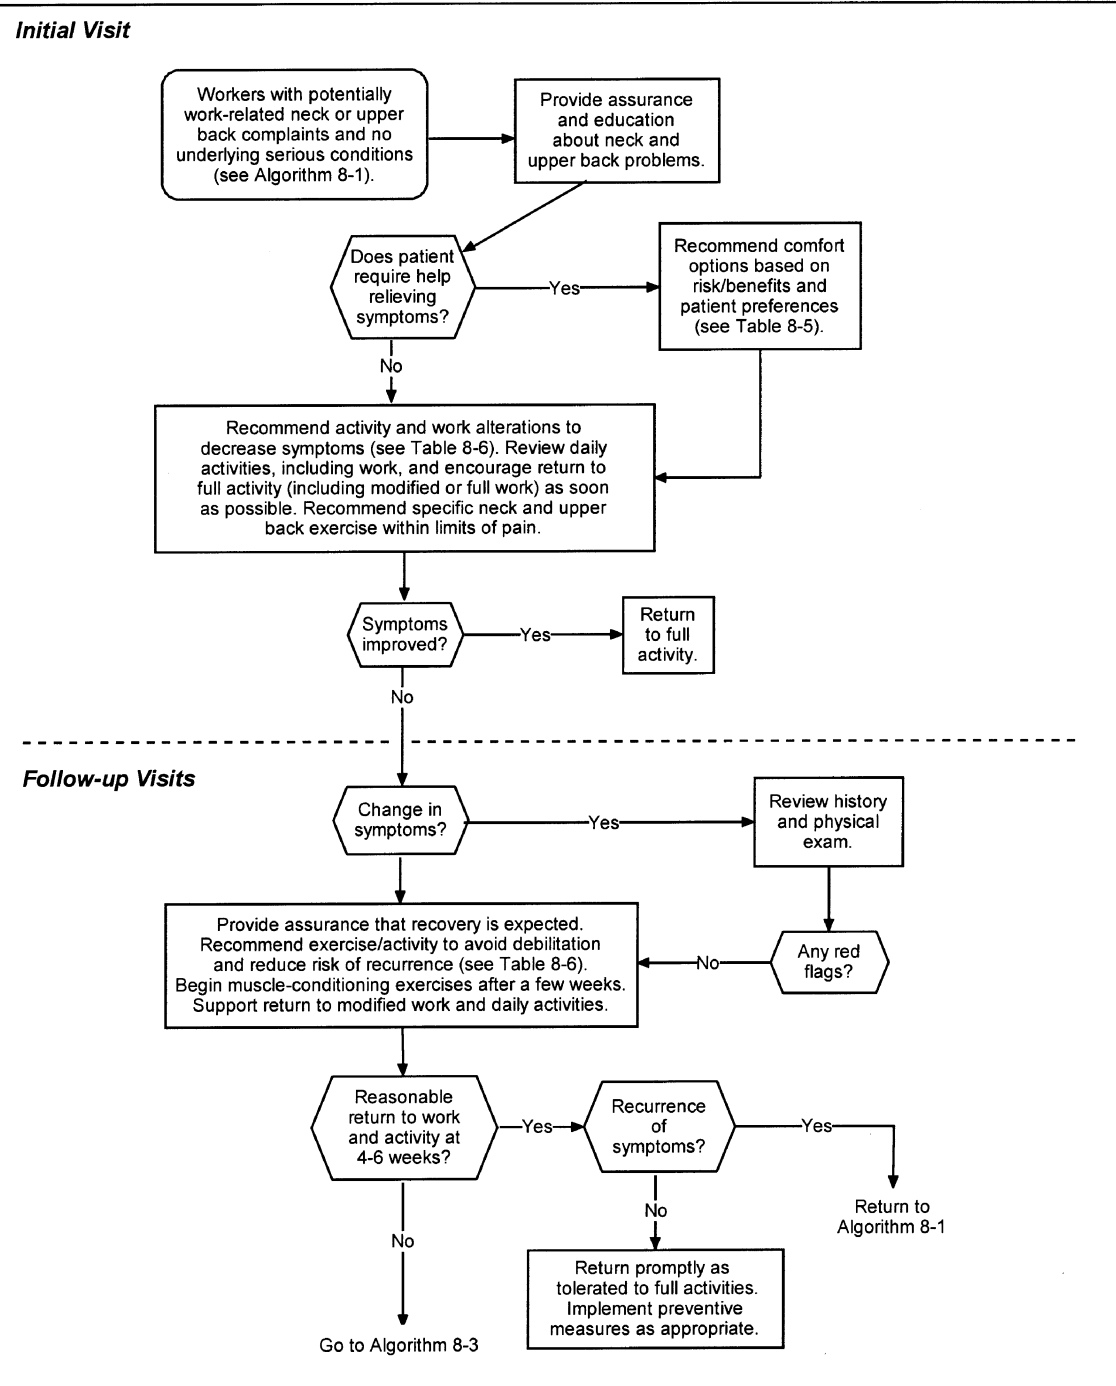 Initial Visit
Workers with potentially
work-related neck or upper
back complaints and no
underlying serious conditions
(see Algorithm 8-1).
Provide assurance
and education
about neck and
upper back problems.
Does patient
require help
relieving
symptoms?
Yes
Recommend comfort
options based on
risk/benefits and
patient preferences
(see Table 8-5).
No
Recommend activity and work alterations to
decrease symptoms (see Table 8-6). Review daily
activities, including work, and encourage return to
full activity (including modified or full work) as soon
as possible. Recommend specific neck and upper
back exercise within limits of pain.
Symptoms
improved?
Yes
Return
to full
activity.
No
Follow-up Visits
Change in
symptoms?
Yes
Review history
and physical
exam.
Provide assurance that recovery is expected.
Recommend exercise/activity to avoid debilitation
and reduce risk of recurrence (see Table 8-6).
Begin muscle-conditioning exercises after a few weeks.
Support return to modified work and daily activities.
No
Any red
flags?
Reasonable
return to work
and activity at
4-6 weeks?
Yes
Recurrence
of
symptoms?
Yes
Return to
Algorithm 8-1
No
Return promptly as
tolerated to full activities.
Implement preventive
measures as appropriate.
No
Go to Algorithm 8-3